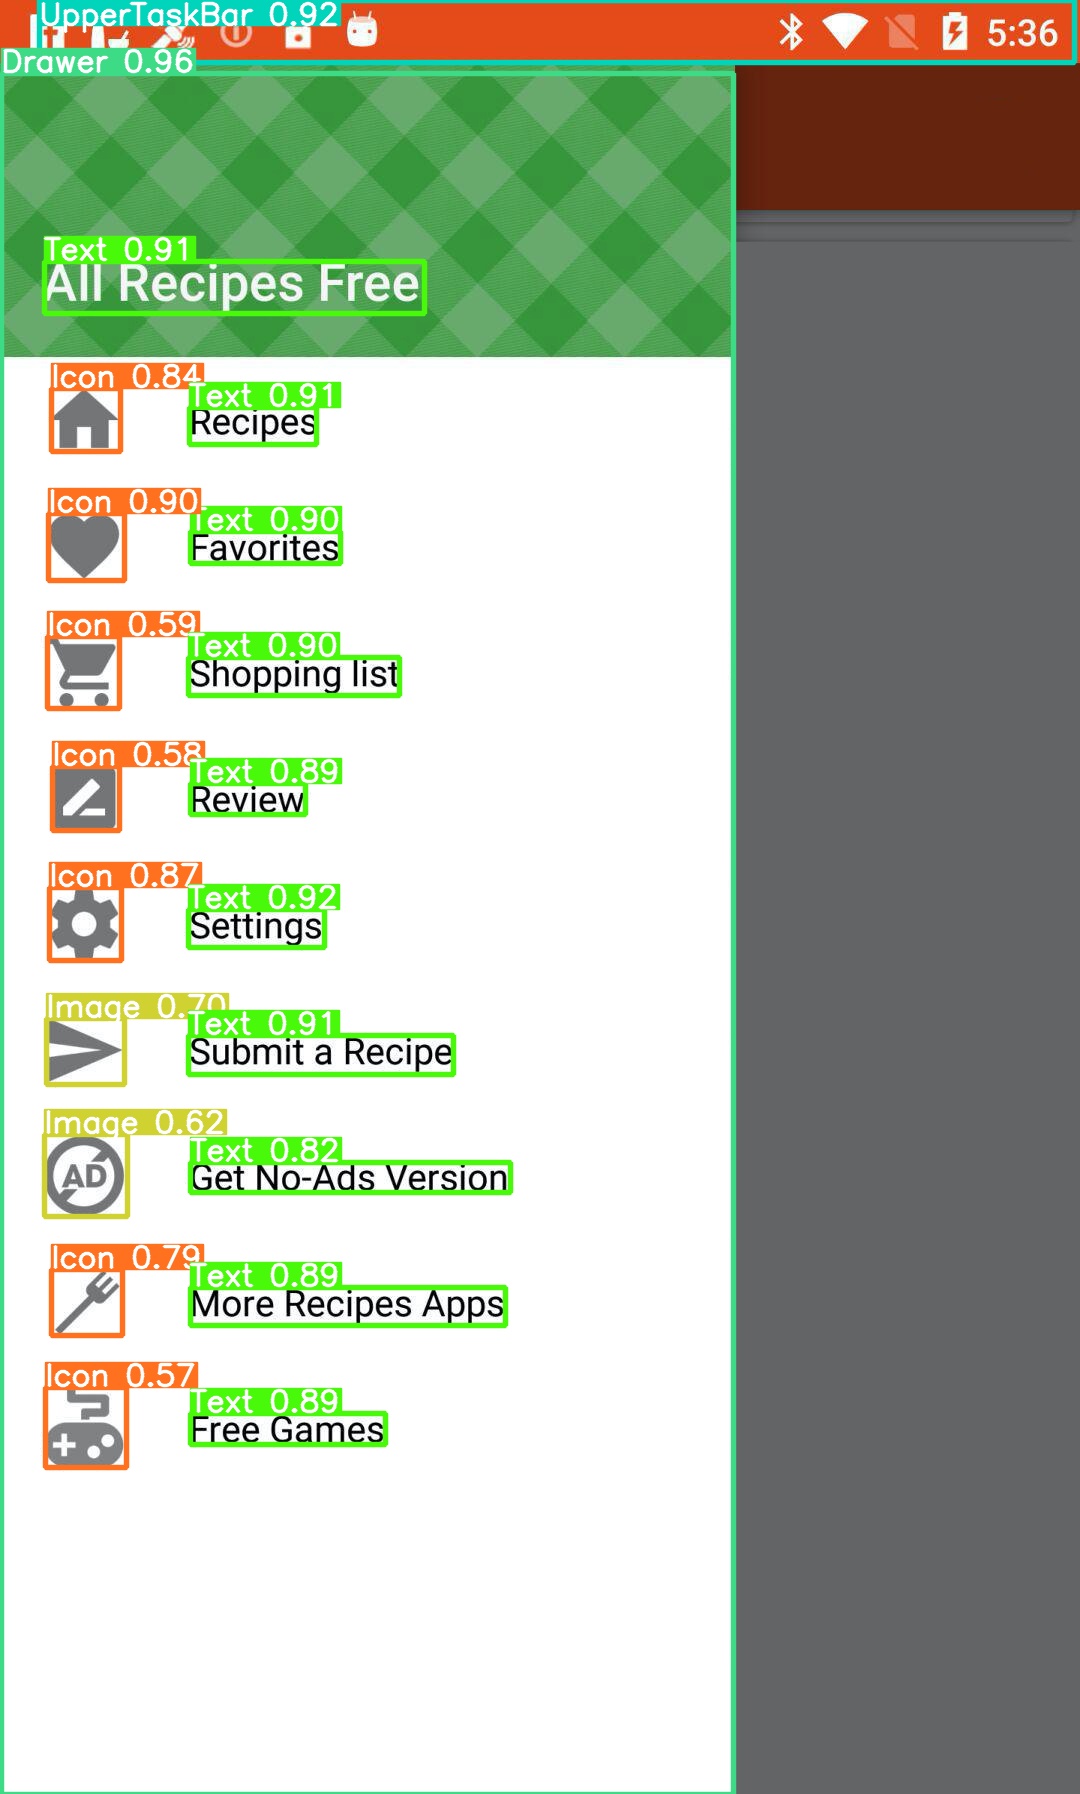 UpperTaskBar 0.92
5:36
Drawer 0.96
Text 0.91
All Recipes Free
Icon 0.84
Text 0.91
Recipes
Icon 0.90
Text 0.90
Favorites
Icon 0.59
Text 0.90
Shopping list
Icon 0.58
Text 0.89
Review
Icon 0.87
Text 0.92
Settings
Image 0.70
Text 0.91
Submit a Recipe
Image 0.62
Text 0.82
AD
Get No-Ads Version
Icon 0.79
Text 0.89
More Recipes Apps
Icon 0.57
Text 0.89
Free Games